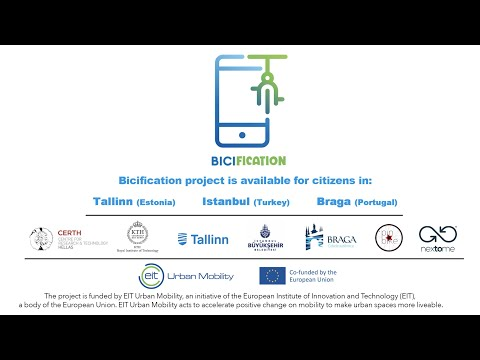 BICIFICATION
Bicification project is available for citizens in:
Tallinn (Estonia) Istanbul (Turkey) Braga (Portugal)
CERTH
CENTRE FOR
RESEARCH & TECHNOLOGY
HELLAS
KTH
Royal Institute of Technology
Tallinn
İSTANBUL
BÜYÜKŞEHİR
BELEDİYESİ
BRAGA
pin
bike
nextome
eit Urban Mobility
Co-funded by the
European Union
The project is funded by EIT Urban Mobility, an initiative of the European Institute of Innovation and Technology (EIT),
a body of the European Union. EIT Urban Mobility acts to accelerate positive change on mobility to make urban spaces more liveable.